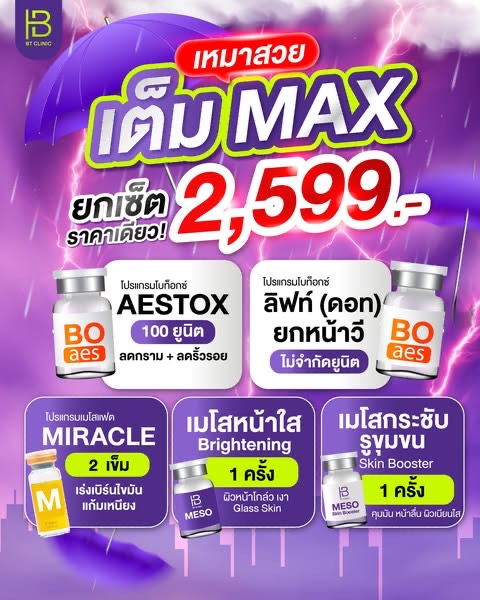 BT CLINIC
เหมาสวย
เต็ม MAX
ยกเซ็ต
ราคาเดียว!
2,599.-
โปรแกรมโบท็อกซ์
AESTOX
100 ยูนิต
ลดกราม + ลดริ้วรอย
BO
aes
โปรแกรมโบท็อกซ์
ลิฟท์ (ดอท)
ยกหน้าวี
ไม่จำกัดยูนิต
BO
aes
โปรแกรมเมโสแฟต
MIRACLE
2 เข็ม
เร่งเบิร์นไขมัน
แก้มเหนียง
M
เมโสหน้าใส
Brightening
1 ครั้ง
ผิวหน้าโกลว์ เงา
Glass Skin
MESO
เมโสกระชับ
รูขุมขน
Skin Booster
1 ครั้ง
คุมมัน หน้าลื่น ผิวเนียนใส
MESO
Skin Booster